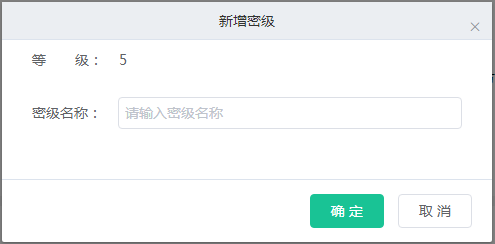 新增密级
等 级： 5
密级名称： 请输入密级名称
确 定 取 消